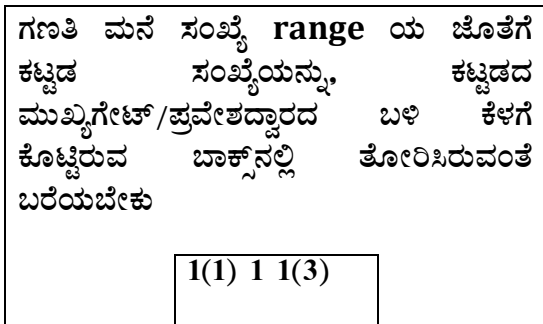 ಗಣತಿ ಮನೆ ಸಂಖ್ಯೆ range ಯ ಜೊತೆಗೆ
ಕಟ್ಟಡ ಸಂಖ್ಯೆಯನ್ನು, ಕಟ್ಟಡದ
ಮುಖ್ಯಗೇಟ್/ಪ್ರವೇಶದ್ವಾರದ ಬಳಿ ಕೆಳಗೆ
ಕೊಟ್ಟಿರುವ ಬಾಕ್ಸ್‌ನಲ್ಲಿ ತೋರಿಸಿರುವಂತೆ
ಬರೆಯಬೇಕು
1(1) 1 1(3)